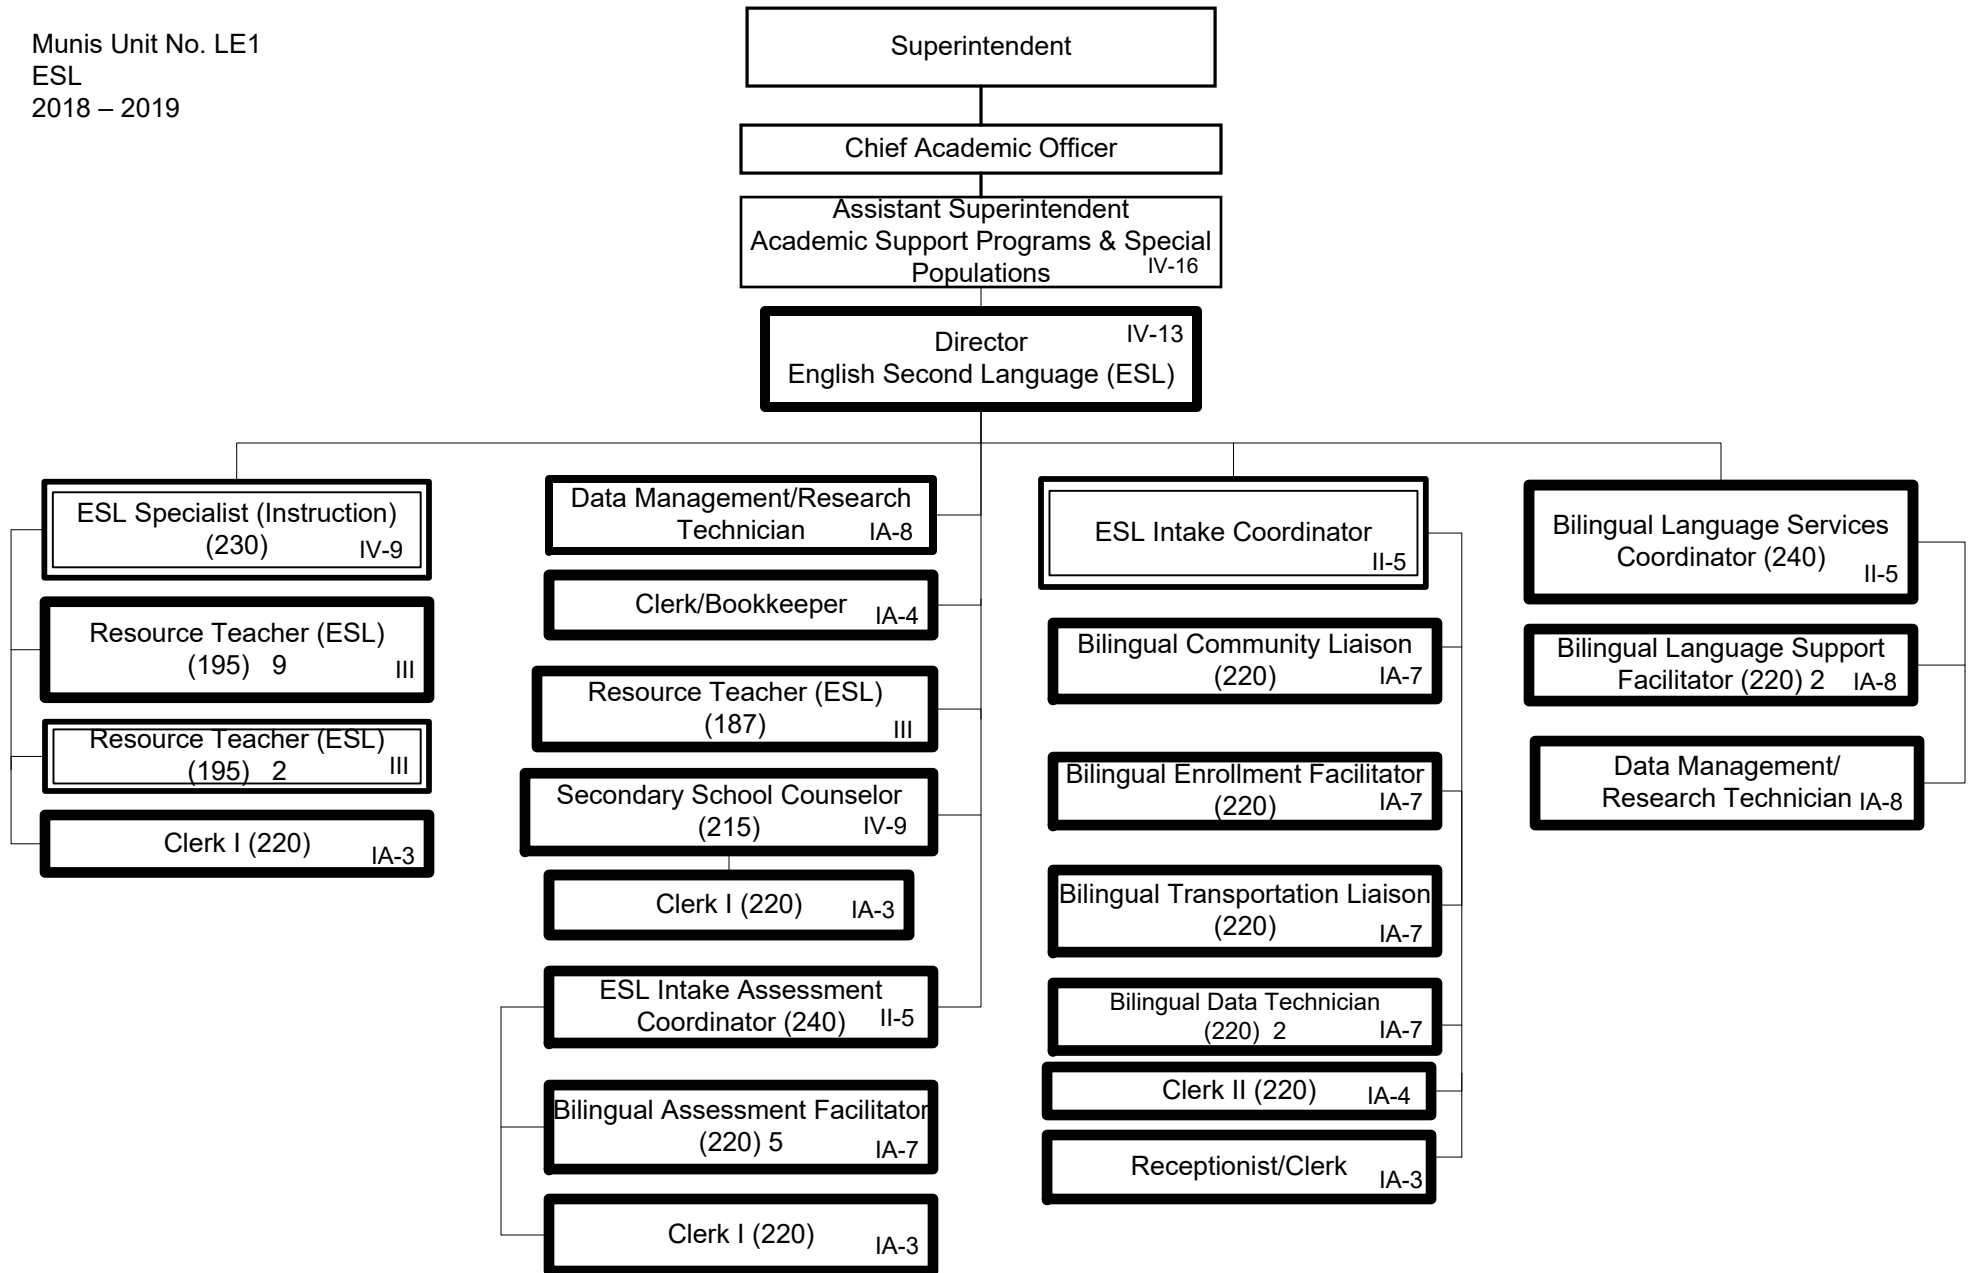 Munis Unit No. LE1
ESL
2018 – 2019
Superintendent
Chief Academic Officer
Assistant Superintendent
Academic Support Programs & Special
Populations
IV-16
Director
English Second Language (ESL)
IV-13
ESL Specialist (Instruction)
(230)
IV-9
Resource Teacher (ESL)
(195) 9
III
Resource Teacher (ESL)
(195) 2
III
Clerk I (220)
IA-3
Data Management/Research
Technician
IA-8
Clerk/Bookkeeper
IA-4
Resource Teacher (ESL)
(187)
III
Secondary School Counselor
(215)
IV-9
Clerk I (220)
IA-3
ESL Intake Assessment
Coordinator (240)
II-5
Bilingual Assessment Facilitator
(220) 5
IA-7
Clerk I (220)
IA-3
ESL Intake Coordinator
II-5
Bilingual Community Liaison
(220)
IA-7
Bilingual Enrollment Facilitator
(220)
IA-7
Bilingual Transportation Liaison
(220)
IA-7
Bilingual Data Technician
(220) 2
IA-7
Clerk II (220)
IA-4
Receptionist/Clerk
IA-3
Bilingual Language Services
Coordinator (240)
II-5
Bilingual Language Support
Facilitator (220) 2
IA-8
Data Management/
Research Technician
IA-8